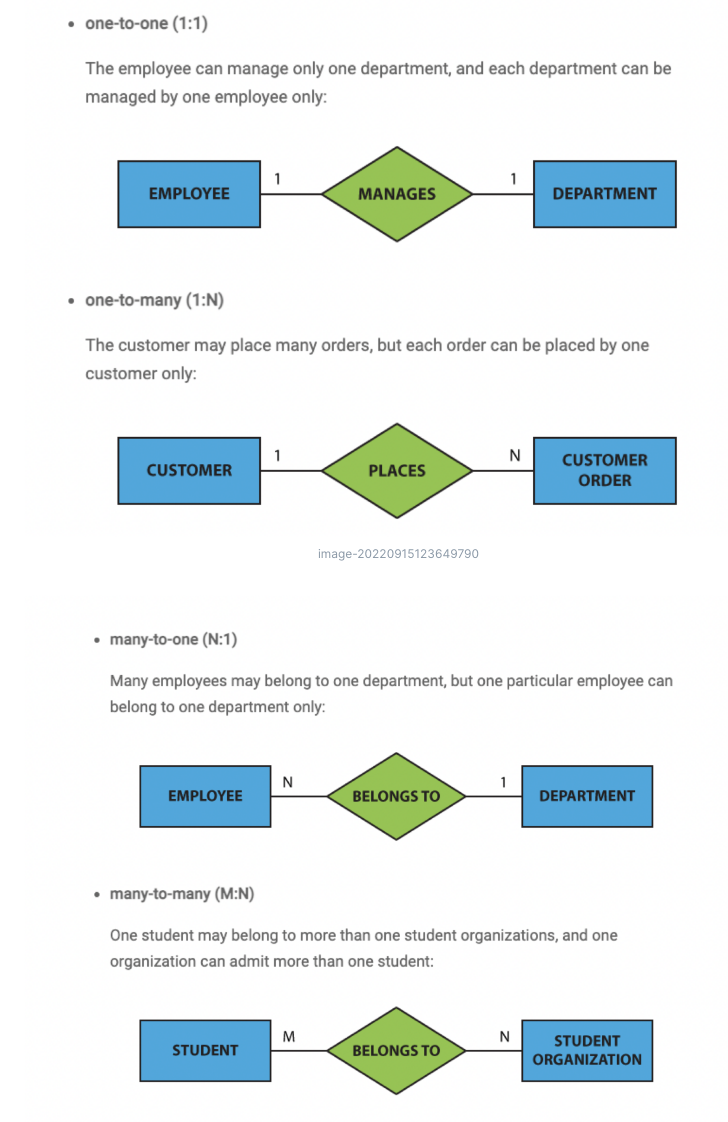 • one-to-one (1:1)
The employee can manage only one department, and each department can be
managed by one employee only:
1 1
EMPLOYEE MANAGES DEPARTMENT
• one-to-many (1:N)
The customer may place many orders, but each order can be placed by one
customer only:
1 N
CUSTOMER PLACES CUSTOMER
ORDER
image-20220915123649790
• many-to-one (N:1)
Many employees may belong to one department, but one particular employee can
belong to one department only:
N 1
EMPLOYEE BELONGS TO DEPARTMENT
• many-to-many (M:N)
One student may belong to more than one student organizations, and one
organization can admit more than one student:
M N
STUDENT BELONGS TO STUDENT
ORGANIZATION